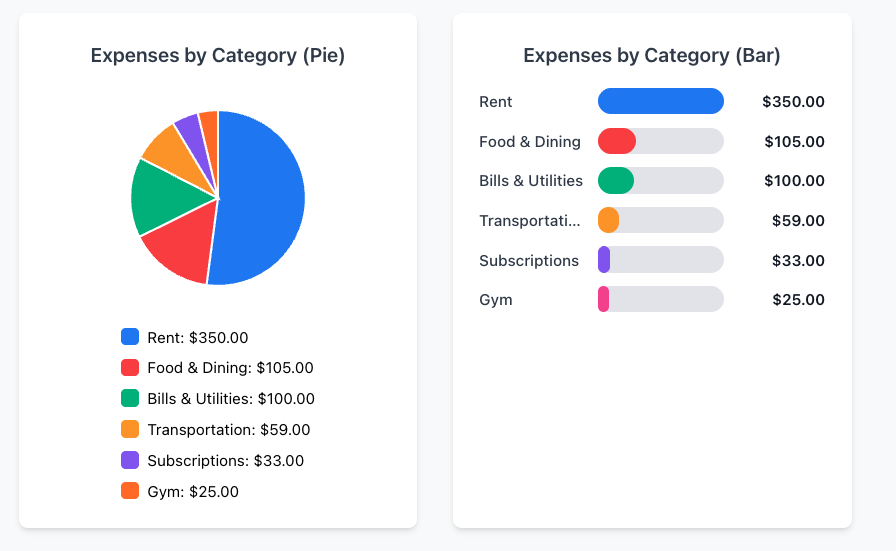 Expenses by Category (Pie)
Rent: $350.00
Food & Dining: $105.00
Bills & Utilities: $100.00
Transportation: $59.00
Subscriptions: $33.00
Gym: $25.00
Expenses by Category (Bar)
Rent $350.00
Food & Dining $105.00
Bills & Utilities $100.00
Transportati... $59.00
Subscriptions $33.00
Gym $25.00